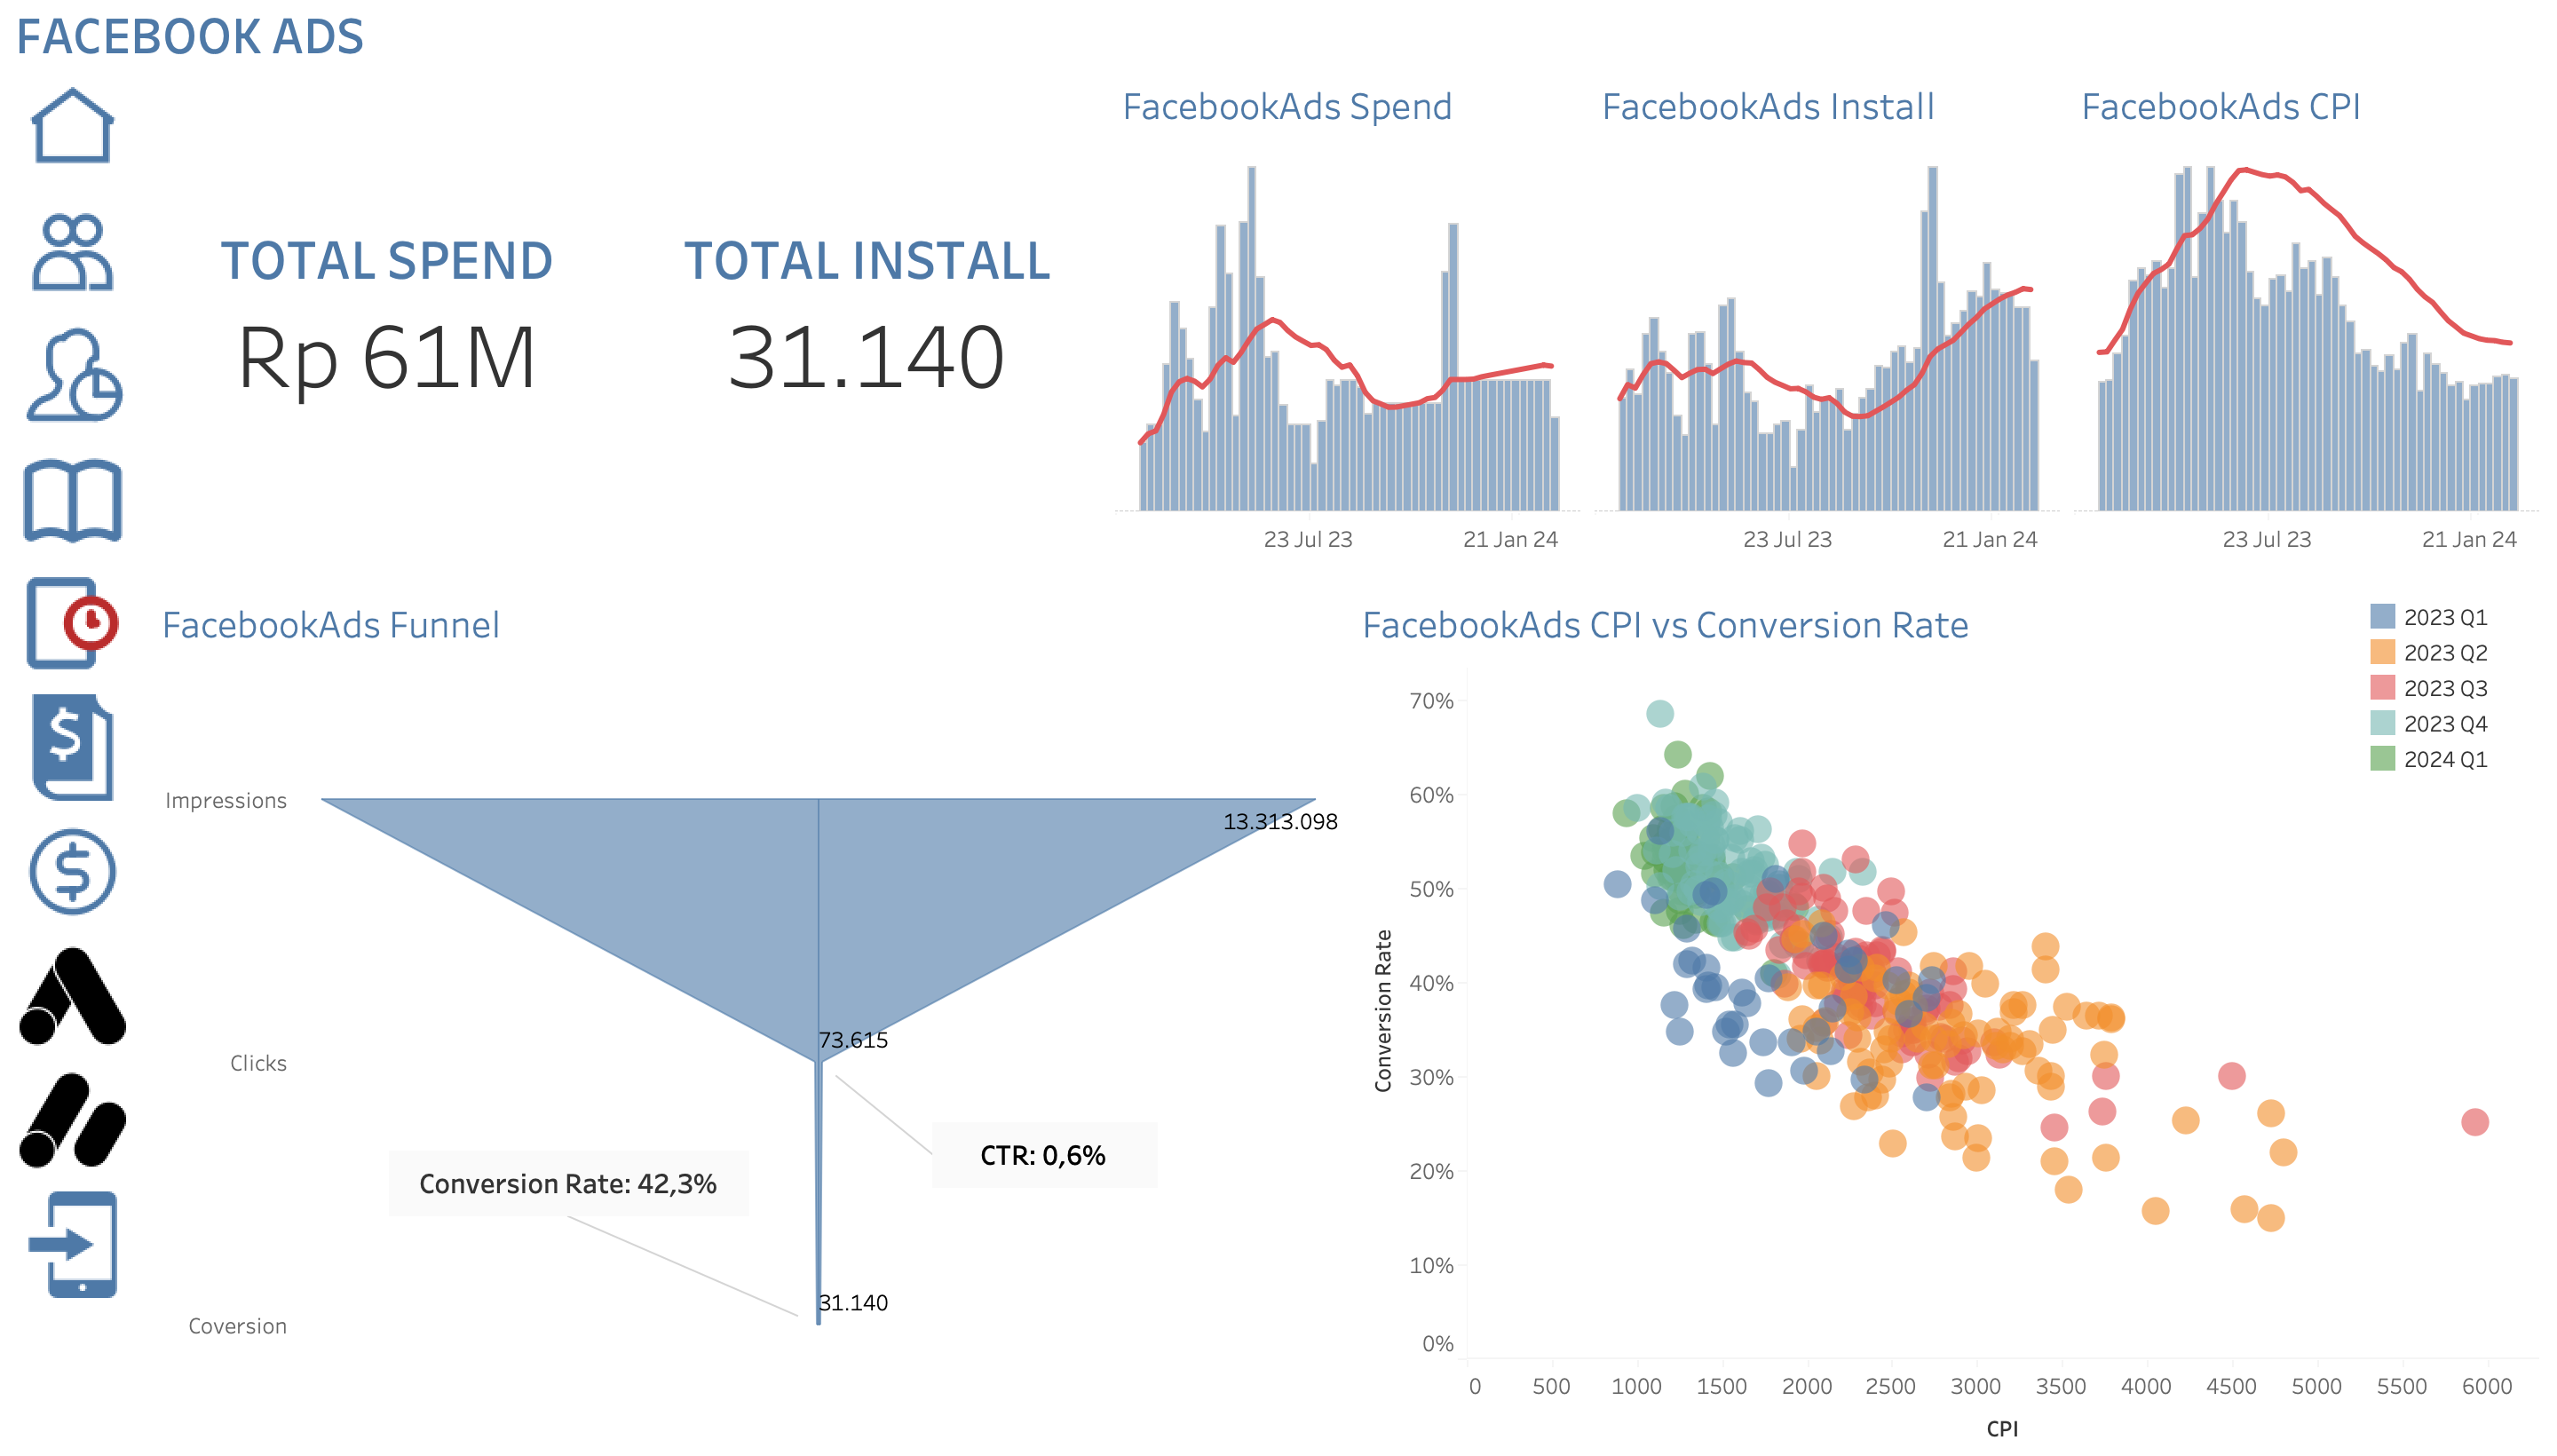 FACEBOOK ADS
TOTAL SPEND
Rp 61M
TOTAL INSTALL
31.140
FacebookAds Spend
23 Jul 23
21 Jan 24
FacebookAds Install
23 Jul 23
21 Jan 24
FacebookAds CPI
23 Jul 23
21 Jan 24
FacebookAds Funnel
Impressions
13.313.098
73.615
Clicks
CTR: 0,6%
Conversion Rate: 42,3%
31.140
Coversion
FacebookAds CPI vs Conversion Rate
2023 Q1
2023 Q2
2023 Q3
2023 Q4
2024 Q1
Conversion Rate
70%
60%
50%
40%
30%
20%
10%
0%
0 500 1000 1500 2000 2500 3000 3500 4000 4500 5000 5500 6000
CPI